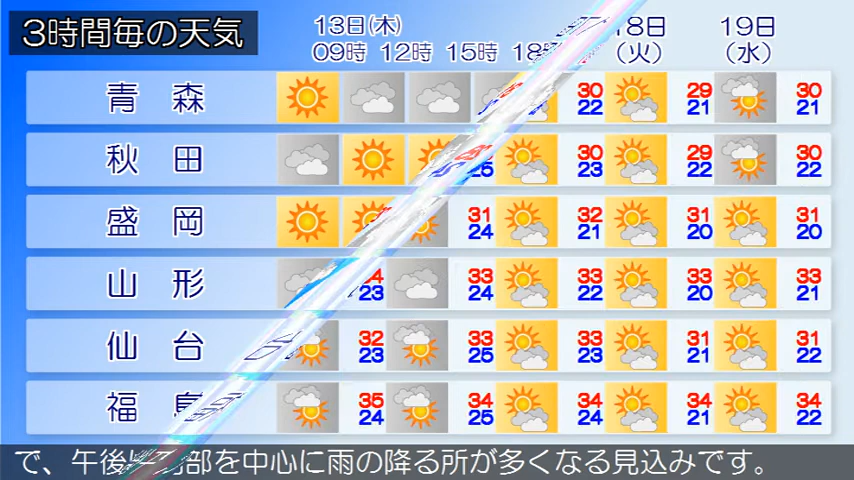 3時間毎の天気
13日(木)
09時 12時 15時 18
18日 19日
(火) (水)
青森 30 29 30
22 21 21
秋田 30 29 30
25 23 22 22
盛岡 31 32 31 31
24 21 20 20
山形 33 33 33 33
23 24 22 20 21
仙台 32 33 33 31 31
23 25 23 21 22
福島 35 34 34 34 34
24 25 24 21 22
で、午後は 部を中心に雨の降る所が多くなる見込みです。